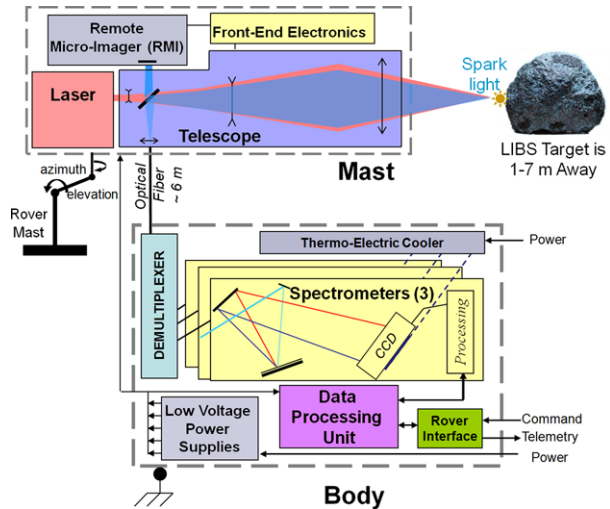 Remote
Micro-Imager (RMI)
Front-End Electronics
Laser
Telescope
Spark
light
LIBS Target is
1-7 m Away
Mast
azimuth
elevation
Rover
Mast
Optical
Fiber
~ 6 m
Thermo-Electric Cooler
Power
DEMULTIPLEXER
Spectrometers (3)
CCD
Processing
Data
Processing
Unit
Low Voltage
Power
Supplies
Rover
Interface
Command
Telemetry
Power
Body